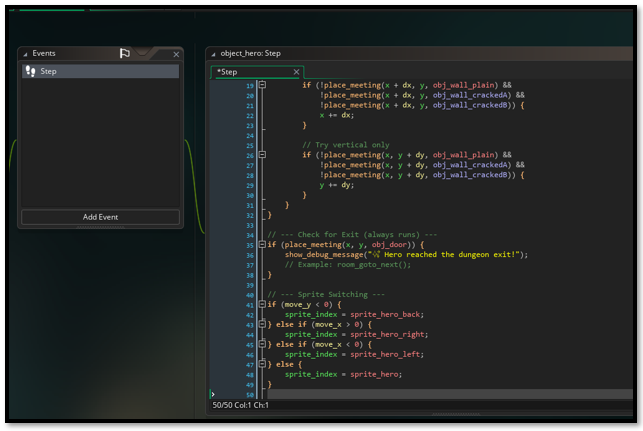 Events
Step
Add Event
object_hero: Step
*Step
19 if (!place_meeting(x + dx, y, obj_wall_plain) &&
20 !place_meeting(x + dx, y, obj_wall_crackedA) &&
21 !place_meeting(x + dx, y, obj_wall_crackedB)) {
22 x += dx;
23 }
24
25 // Try vertical only
26 if (!place_meeting(x, y + dy, obj_wall_plain) &&
27 !place_meeting(x, y + dy, obj_wall_crackedA) &&
28 !place_meeting(x, y + dy, obj_wall_crackedB)) {
29 y += dy;
30 }
31 }
32 }
33
34 // --- Check for Exit (always runs) ---
35 if (place_meeting(x, y, obj_door)) {
36 show_debug_message("Hero reached the dungeon exit!");
37 // Example: room_goto_next();
38 }
39
40 // --- Sprite Switching ---
41 if (move_y < 0) {
42 sprite_index = sprite_hero_back;
43 } else if (move_x > 0) {
44 sprite_index = sprite_hero_right;
45 } else if (move_x < 0) {
46 sprite_index = sprite_hero_left;
47 } else {
48 sprite_index = sprite_hero;
49 }
50
50/50 Col:1 Ch:1